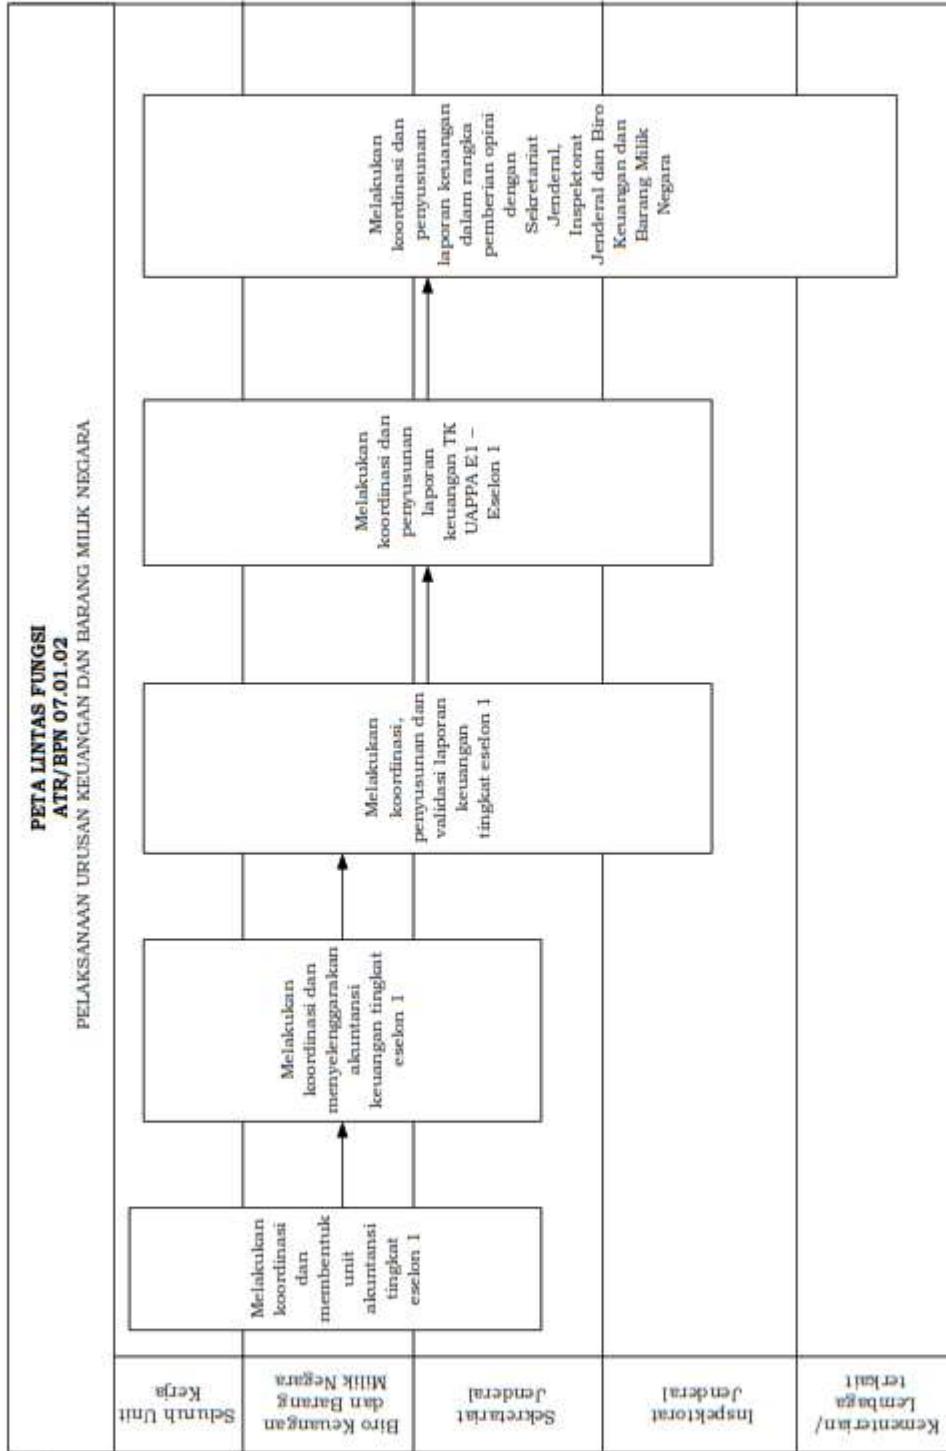 PETA LINTAS FUNGSI
ATR/BPN 07.01.02
PELAKSANAAN URUSAN KEUANGAN DAN BARANG MILIK NEGARA
Seluruh Unit
Kerja
Biro Keuangan
dan Barang
Milik Negara
Sekretariat
Jenderal
Inspektorat
Jenderal
Kementerian/
Lembaga
terkait
Melakukan
koordinasi
dan
membentuk
unit
akuntansi
tingkat
eselon 1
Melakukan
koordinasi dan
menyelenggarakan
akuntansi
keuangan tingkat
eselon 1
Melakukan
koordinasi,
penyusunan dan
validasi laporan
keuangan
tingkat eselon 1
Melakukan
koordinasi dan
penyusunan
laporan
keuangan TK
UAPPA E1 –
Eselon 1
Melakukan
koordinasi dan
penyusunan
laporan keuangan
dalam rangka
pemberian opini
dengan
Sekretariat
Jenderal,
Inspektorat
Jenderal dan Biro
Keuangan dan
Barang Milik
Negara